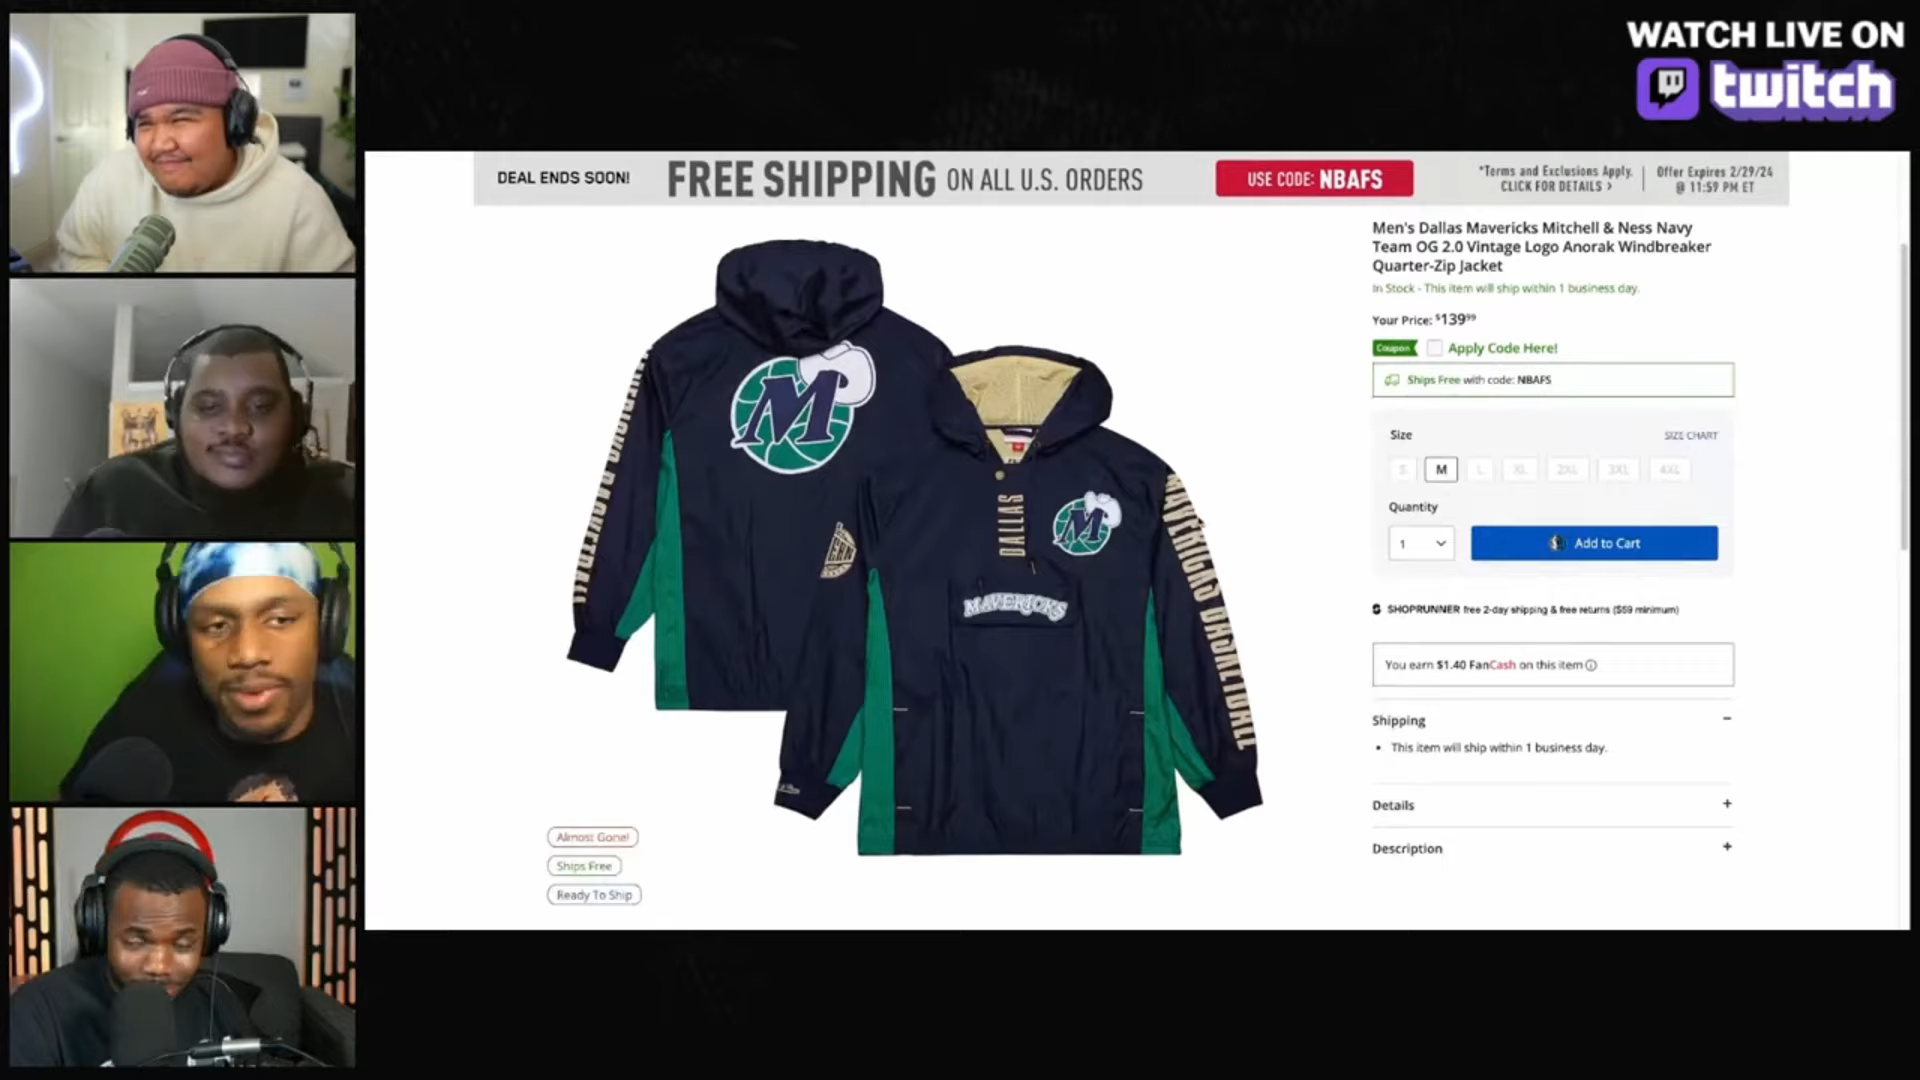 WATCH LIVE ON
twitch
DEAL ENDS SOON!
FREE SHIPPING ON ALL U.S. ORDERS
USE CODE: NBAFS
*Terms and Exclusions Apply.
CLICK FOR DETAILS >
Offer Expires 2/29/24
@ 11:59 PM ET
Men's Dallas Mavericks Mitchell & Ness Navy
Team OG 2.0 Vintage Logo Anorak Windbreaker
Quarter-Zip Jacket
In Stock - This item will ship within 1 business day.
Your Price: $139.99
Coupon
Apply Code Here!
Ships Free with code: NBAFS
Size
SIZE CHART
S M L XL 2XL 3XL 4XL
Quantity
1
Add to Cart
SHOPRUNNER free 2-day shipping & free returns ($59 minimum)
You earn $1.40 FanCash on this item
Shipping −
• This item will ship within 1 business day.
Details +
Description +
M
MAVERICKS BASKETBALL
DALLAS
M
MAVERICKS
MAVERICKS BASKETBALL
Almost Gone!
Ships Free
Ready To Ship